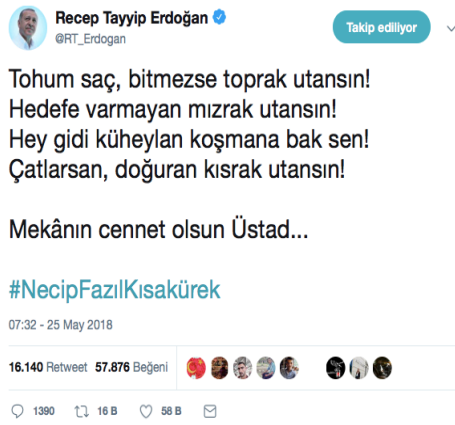 Recep Tayyip Erdoğan
@RT_Erdogan
Takip ediliyor
Tohum saç, bitmezse toprak utansın!
Hedefe varmayan mızrak utansın!
Hey gidi küheylan koşmana bak sen!
Çatlarsan, doğuran kısrak utansın!
Mekânın cennet olsun Üstad...
#NecipFazılKısakürek
07:32 - 25 May 2018
16.140 Retweet 57.876 Beğeni
1390 16 B 58 B